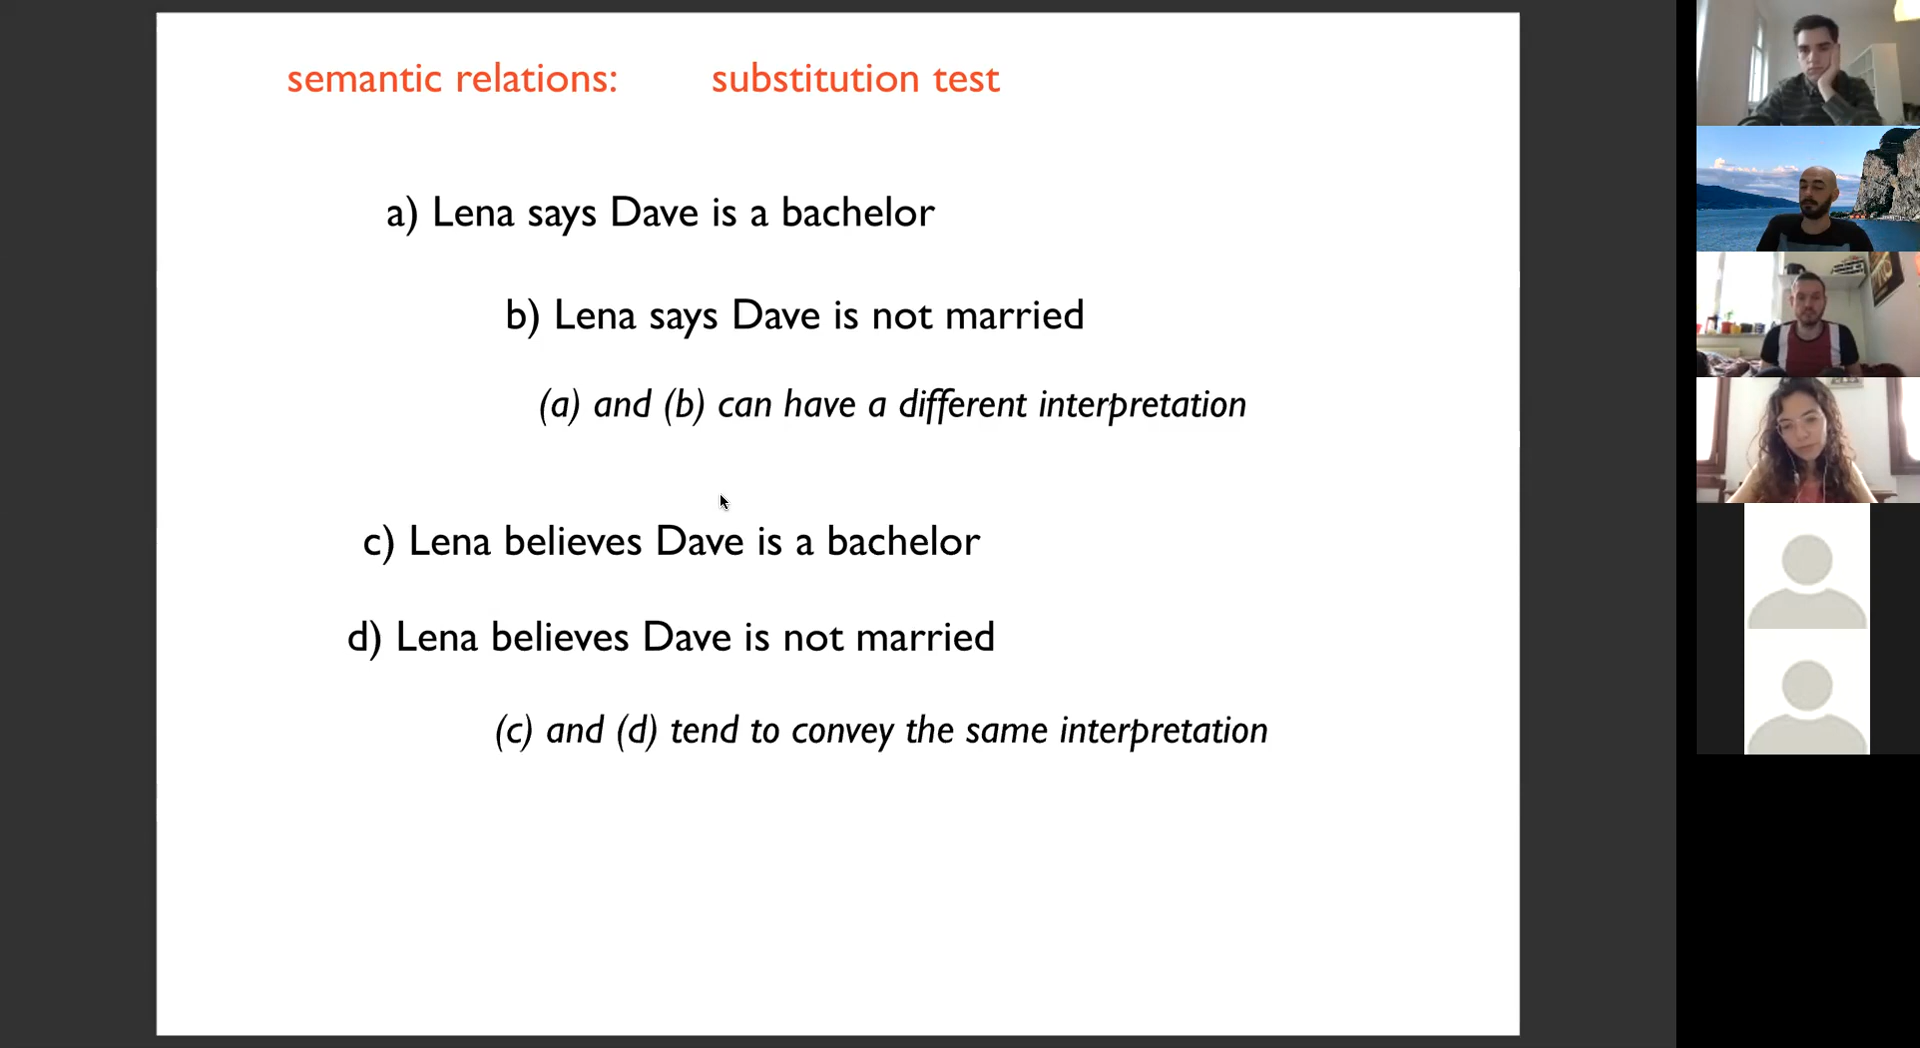 semantic relations: substitution test
a) Lena says Dave is a bachelor
b) Lena says Dave is not married
(a) and (b) can have a different interpretation
c) Lena believes Dave is a bachelor
d) Lena believes Dave is not married
(c) and (d) tend to convey the same interpretation